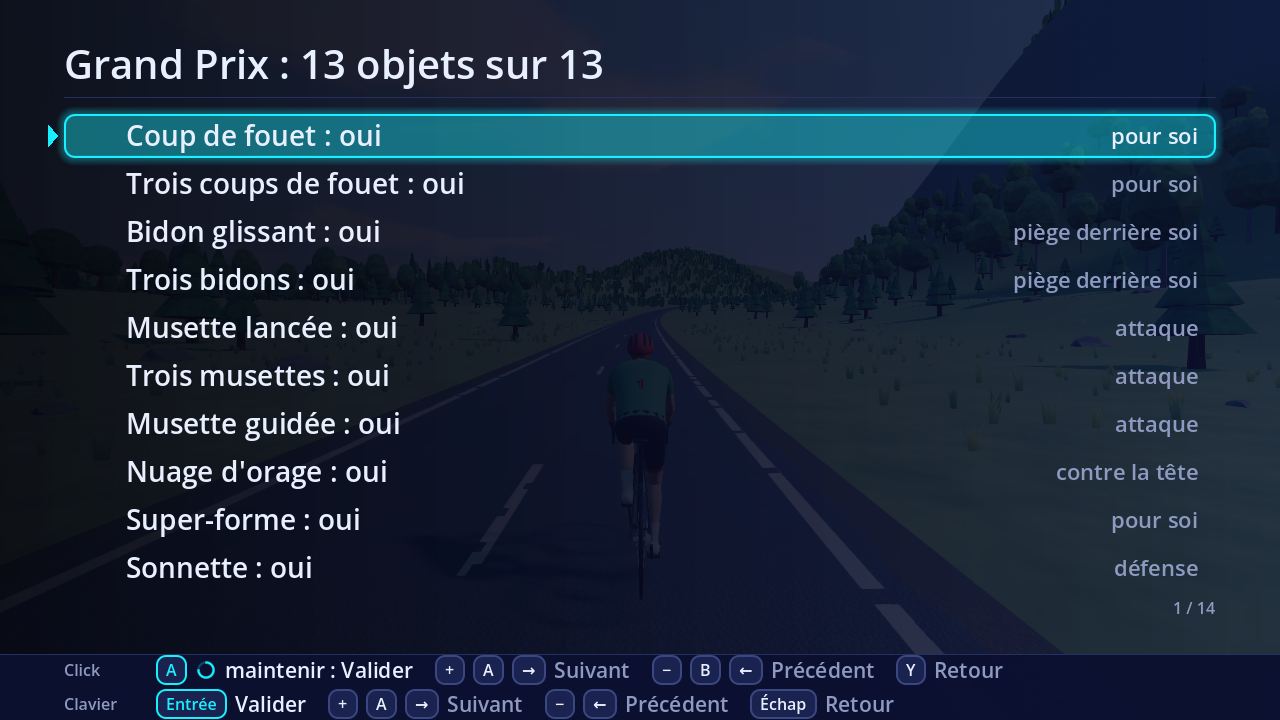 Grand Prix : 13 objets sur 13
Coup de fouet : oui pour soi
Trois coups de fouet : oui pour soi
Bidon glissant : oui piège derrière soi
Trois bidons : oui piège derrière soi
Musette lancée : oui attaque
Trois musettes : oui attaque
Musette guidée : oui attaque
Nuage d'orage : oui contre la tête
Super-forme : oui pour soi
Sonnette : oui défense
1 / 14
Click A maintenir : Valider + A → Suivant − B ← Précédent Y Retour
Clavier Entrée Valider + A → Suivant − ← Précédent Échap Retour